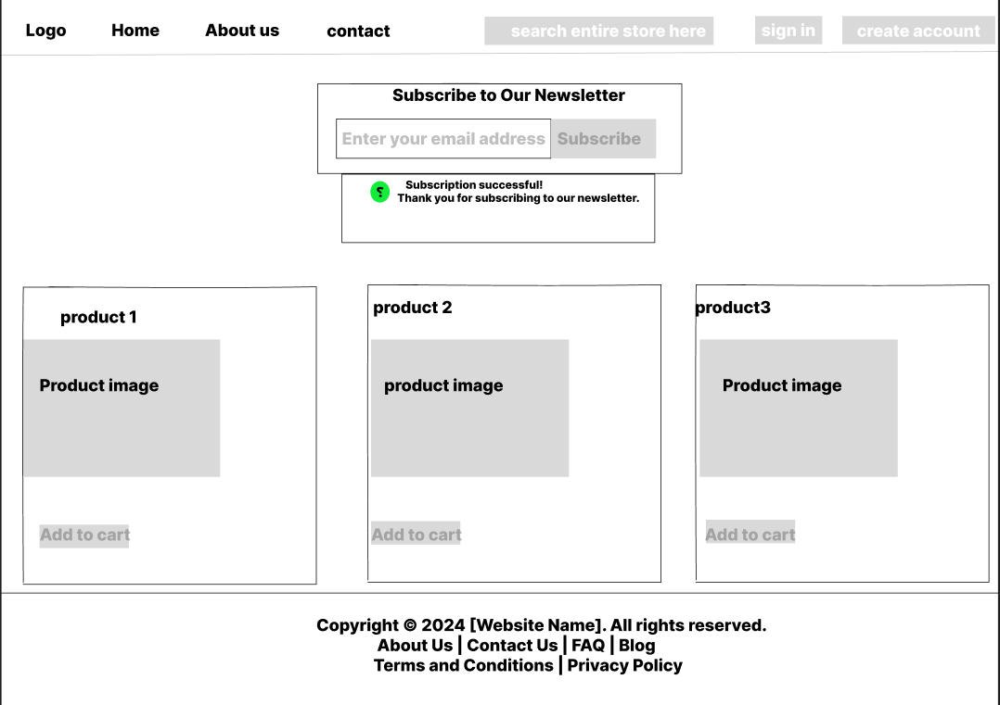 Logo Home About us contact search entire store here sign in create account
Subscribe to Our Newsletter
Enter your email address Subscribe
Subscription successful!
Thank you for subscribing to our newsletter.
product 1
Product image
Add to cart
product 2
product image
Add to cart
product3
Product image
Add to cart
Copyright © 2024 [Website Name]. All rights reserved.
About Us | Contact Us | FAQ | Blog
Terms and Conditions | Privacy Policy